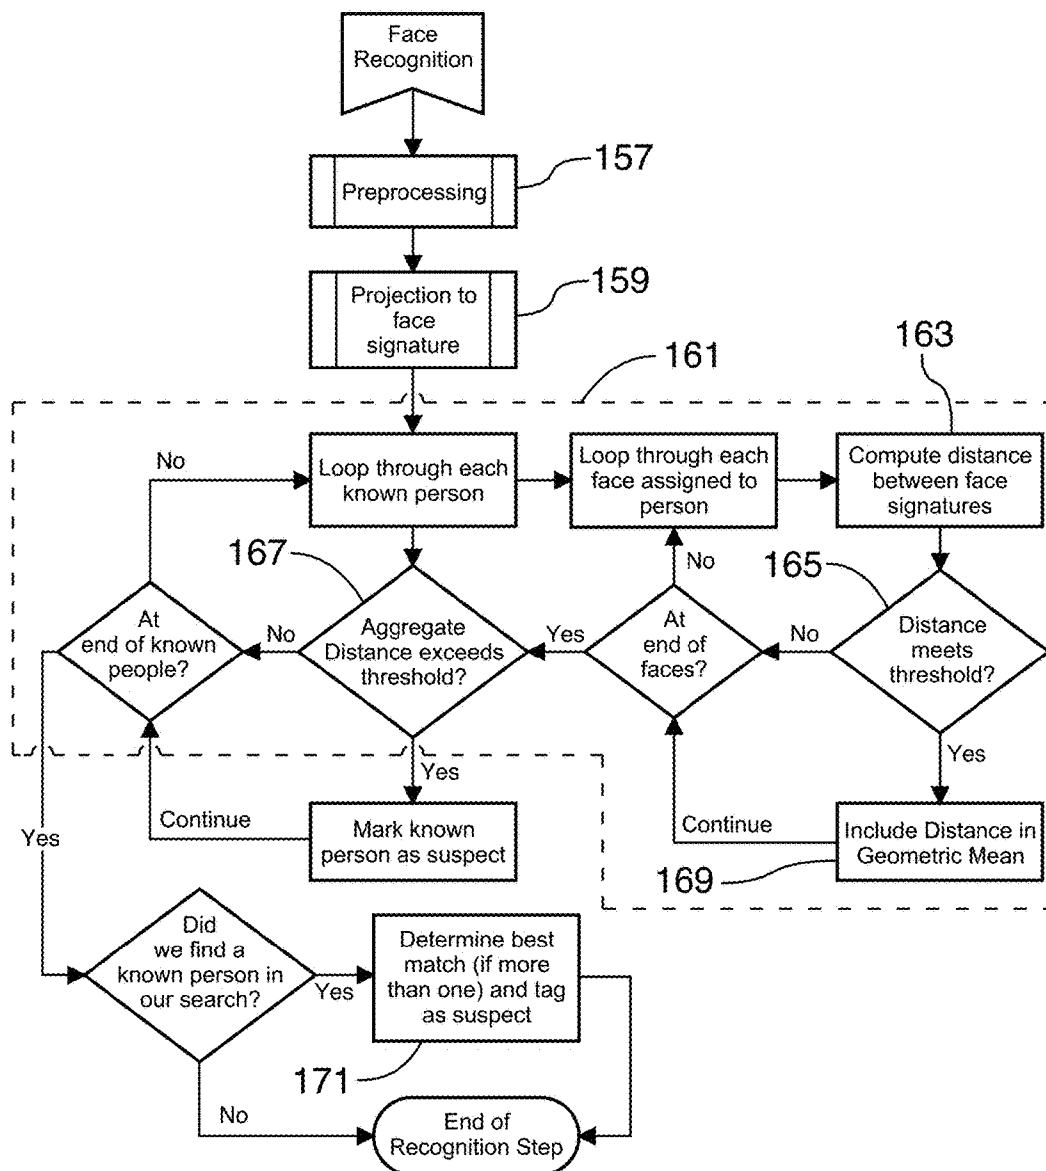 Face
Recognition
157
Preprocessing
159
Projection to
face
signature
161
163
No
Loop through each
known person
Loop through each
face assigned to
person
Compute distance
between face
signatures
167
No
165
At
end of known
people?
No
Aggregate
Distance exceeds
threshold?
Yes
At
end of
faces?
No
Distance
meets
threshold?
Yes
Yes
Yes
Continue
Mark known
person as suspect
Continue
Include Distance in
Geometric Mean
169
Did
we find a
known person in
our search?
Yes
Determine best
match (if more
than one) and tag
as suspect
171
No
End of
Recognition Step